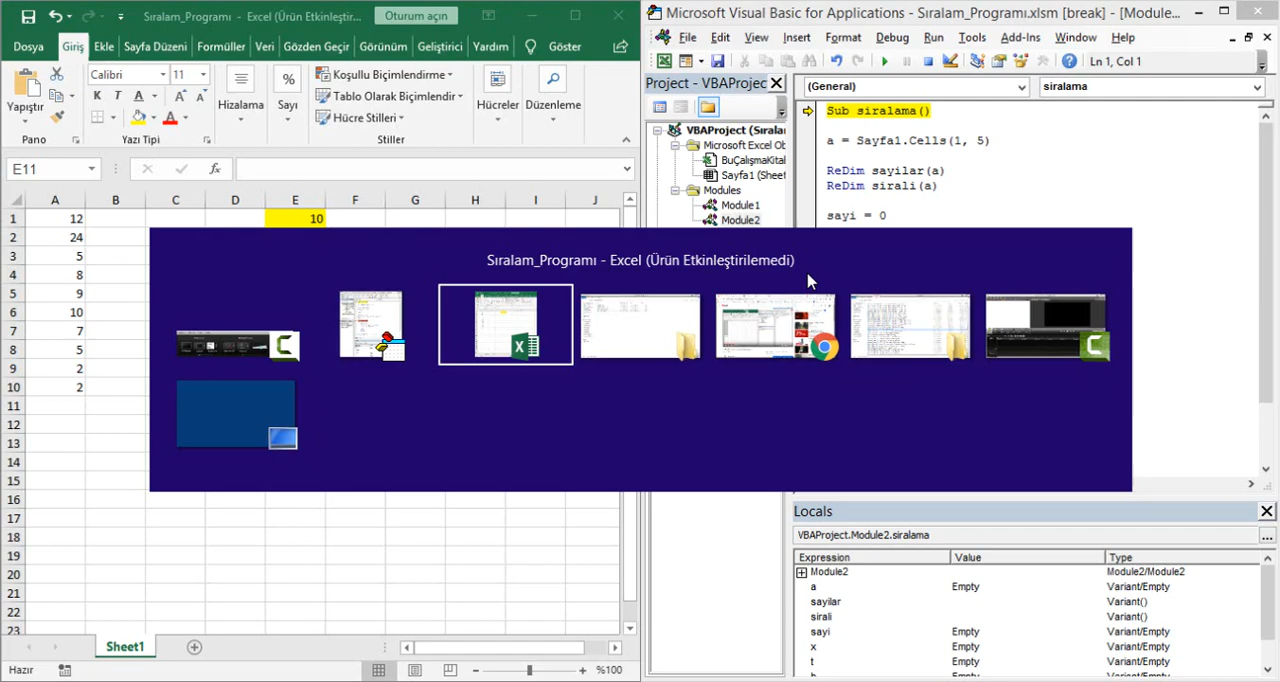 Sıralam_Programı - Excel (Ürün Etkinleştir...
Oturum açın
Dosya Giriş Ekle Sayfa Düzeni Formüller Veri Gözden Geçir Görünüm Geliştirici Yardım Göster
Yapıştır
Calibri 11
K T A
Hizalama
%
Sayı
Koşullu Biçimlendirme
Tablo Olarak Biçimlendir
Hücre Stilleri
Hücreler
Düzenleme
Pano Yazı Tipi Stil
E11 fx
A B C D E F G H I J
1 12 10
2 24
3 5
4 8
5 9
6 10
7 7
8 5
9 2
10 2
11
12
13
14
15
16
17
18
19
20
21
22
23
Sheet1
Hazır %100
Sıralam_Programı - Excel (Ürün Etkinleştirilemedi)
Microsoft Visual Basic for Applications - Sıralam_Programı.xlsm [break] - [Module...
File Edit View Insert Format Debug Run Tools Add-Ins Window Help
Ln 1, Col 1
Project - VBAProjec
VBAProject (Sıralar
Microsoft Excel Ob
BuÇalışmaKital
Sayfa1 (Sheet
Modules
Module1
Module2
(General) siralama
Sub siralama()
a = Sayfa1.Cells(1, 5)
ReDim sayilar(a)
ReDim sirali(a)
sayi = 0
Locals
VBAProject.Module2.siralama
Expression Value Type
Module2 Module2/Module2
a Empty Variant/Empty
sayilar Variant()
sirali Variant()
sayi Empty Variant/Empty
x Empty Variant/Empty
t Empty Variant/Empty